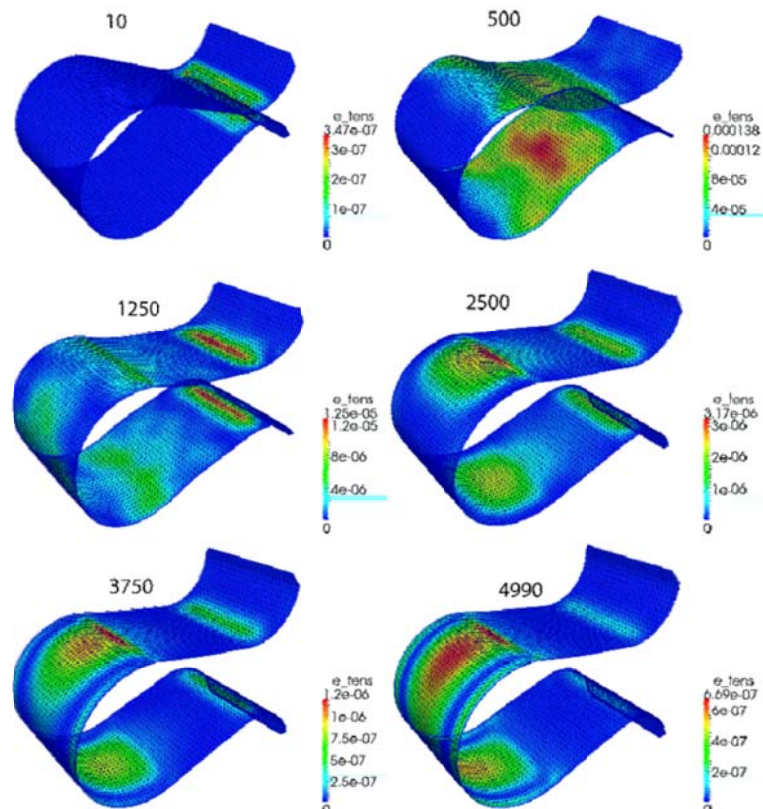 10
e_tens
3.47e-07
3e-07
2e-07
1e-07
0
500
e_tens
0.000138
0.00012
8e-05
4e-05
0
1250
e_tens
1.25e-05
1.2e-05
8e-06
4e-06
0
2500
e_tens
3.17e-06
3e-06
2e-06
1e-06
0
3750
e_tens
1.2e-06
1e-06
7.5e-07
5e-07
2.5e-07
0
4990
e_tens
6.69e-07
6e-07
4e-07
2e-07
0